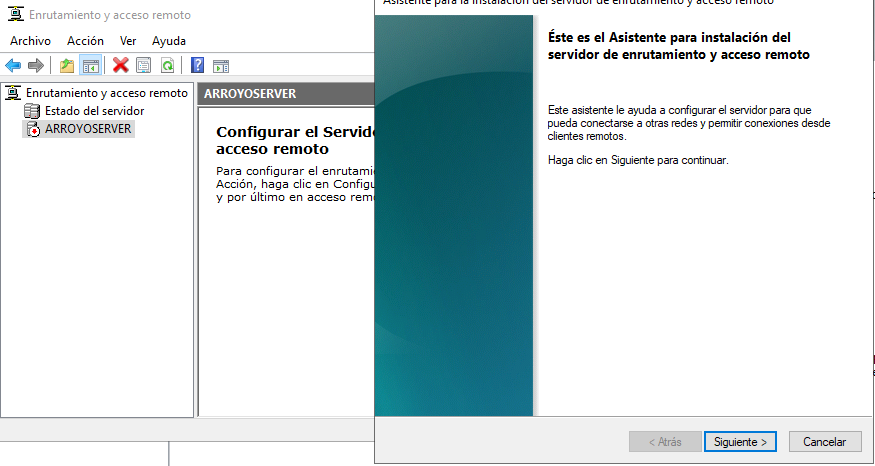 Enrutamiento y acceso remoto
Archivo Acción Ver Ayuda
Enrutamiento y acceso remoto
Estado del servidor
ARROYOSERVER
ARROYOSERVER
Configurar el Servido
acceso remoto
Para configurar el enrutami
Acción, haga clic en Configu
y por último en acceso rem
Asistente para la instalación del servidor de enrutamiento y acceso remoto
Éste es el Asistente para instalación del
servidor de enrutamiento y acceso remoto
Este asistente le ayuda a configurar el servidor para que
pueda conectarse a otras redes y permitir conexiones desde
clientes remotos.
Haga clic en Siguiente para continuar.
< Atrás Siguiente > Cancelar